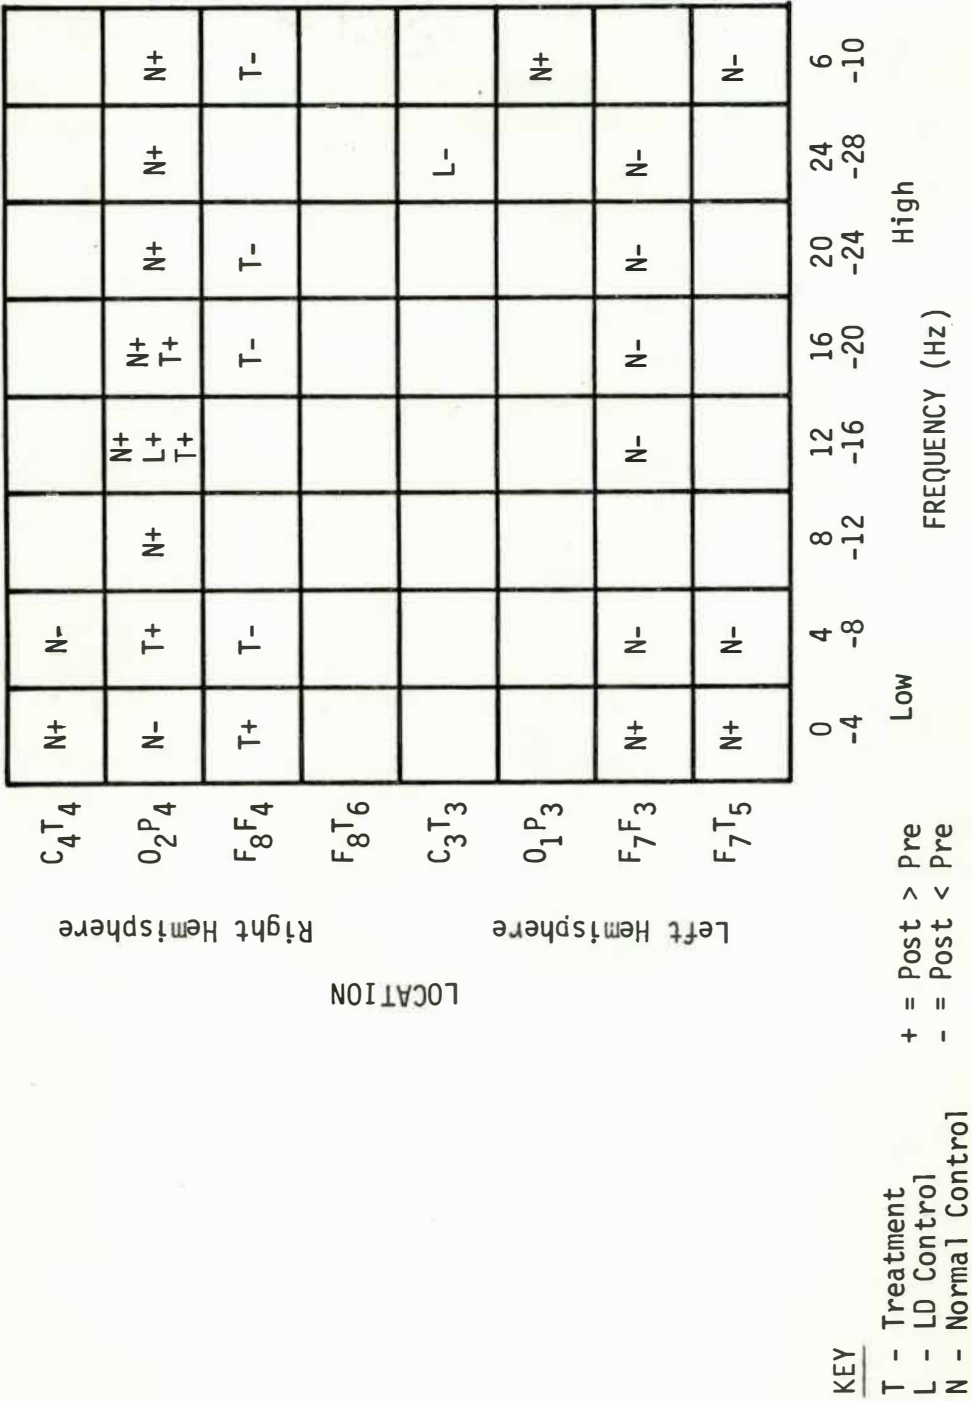 C4T4 N+ N-
O2P4 N- T+ N+ N+ L+ T+ N+ T+ N+ N+ N+
F8F4 T+ T- T- T- T-
F8T6
C3T3 L-
O1P3 N+
F7F3 N+ N- N- N- N- N-
F7T5 N+ N- N-
0 -4 4 -8 8 -12 12 -16 16 -20 20 -24 24 -28 6 -10
Low High
FREQUENCY (Hz)
Right Hemisphere
Left Hemisphere
LOCATION
KEY
T - Treatment + = Post > Pre
L - LD Control - = Post < Pre
N - Normal Control